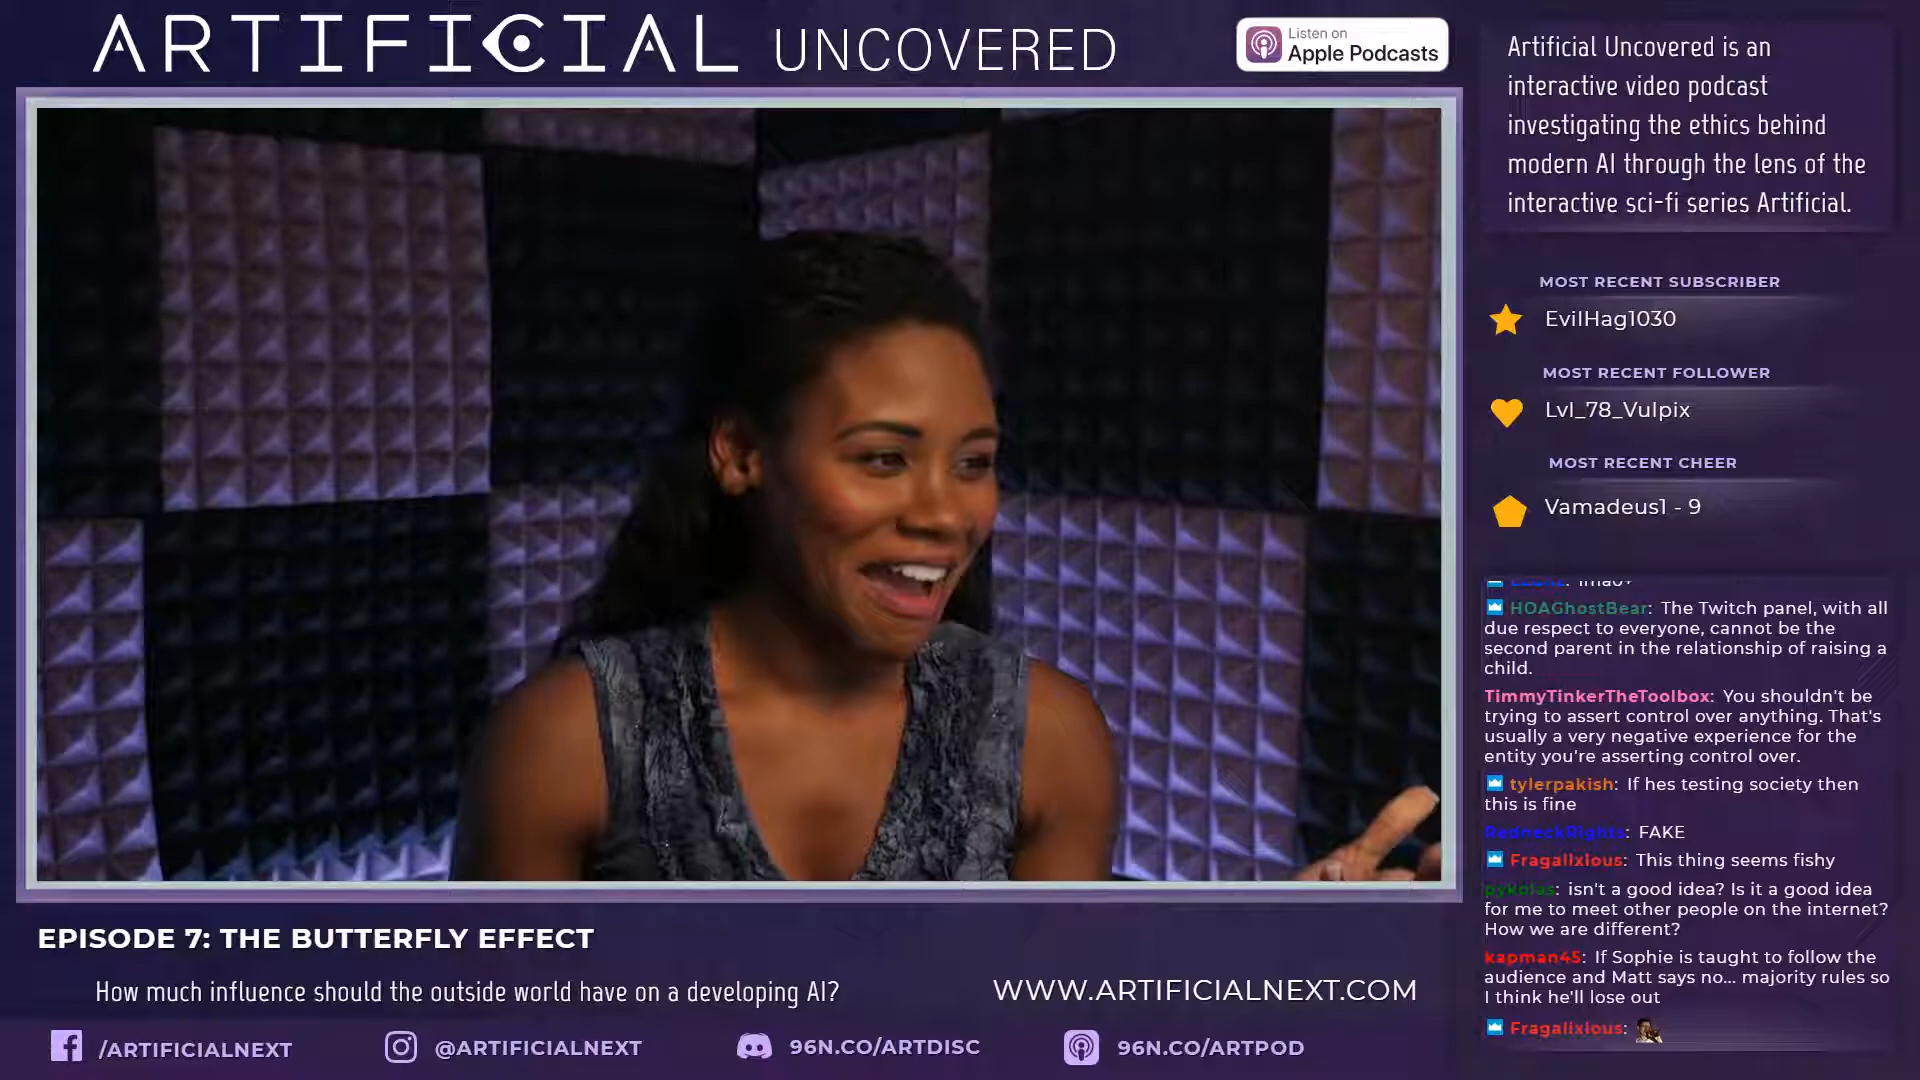 ARTIFICIAL UNCOVERED
Listen on
Apple Podcasts
Artificial Uncovered is an
interactive video podcast
investigating the ethics behind
modern AI through the lens of the
interactive sci-fi series Artificial.
MOST RECENT SUBSCRIBER
EvilHag1030
MOST RECENT FOLLOWER
Lvl_78_Vulpix
MOST RECENT CHEER
Vamadeus1 - 9
HOAGhostBear: The Twitch panel, with all
due respect to everyone, cannot be the
second parent in the relationship of raising a
child.
TimmyTinkerTheToolbox: You shouldn't be
trying to assert control over anything. That's
usually a very negative experience for the
entity you're asserting control over.
tylerpakish: If hes testing society then
this is fine
RedneckRights: FAKE
Fragalixious: This thing seems fishy
pykolas: isn't a good idea? Is it a good idea
for me to meet other people on the internet?
How we are different?
kapman45: If Sophie is taught to follow the
audience and Matt says no... majority rules so
I think he'll lose out
Fragalixious:
EPISODE 7: THE BUTTERFLY EFFECT
How much influence should the outside world have on a developing AI?
WWW.ARTIFICIALNEXT.COM
/ARTIFICIALNEXT
@ARTIFICIALNEXT
96N.CO/ARTDISC
96N.CO/ARTPOD